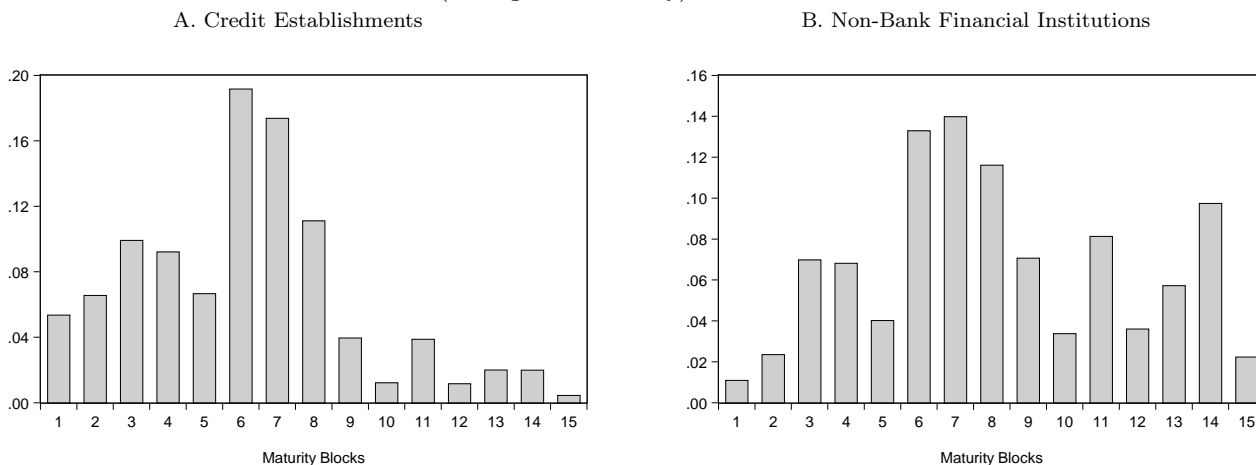 A. Credit Establishments
B. Non-Bank Financial Institutions
.20
.16
.12
.08
.04
.00
1 2 3 4 5 6 7 8 9 10 11 12 13 14 15
Maturity Blocks
.16
.14
.12
.10
.08
.06
.04
.02
.00
1 2 3 4 5 6 7 8 9 10 11 12 13 14 15
Maturity Blocks